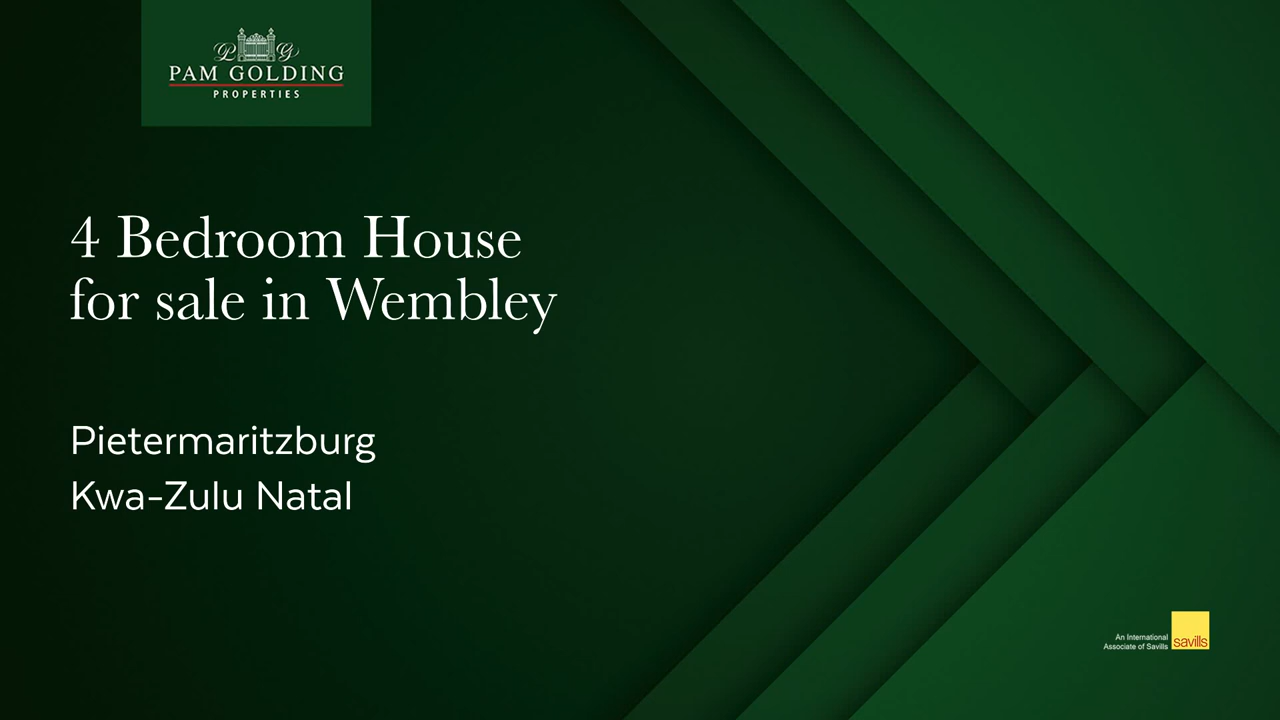 P G
PAM GOLDING
PROPERTIES
4 Bedroom House
for sale in Wembley
Pietermaritzburg
Kwa-Zulu Natal
An International
Associate of Savills
savills